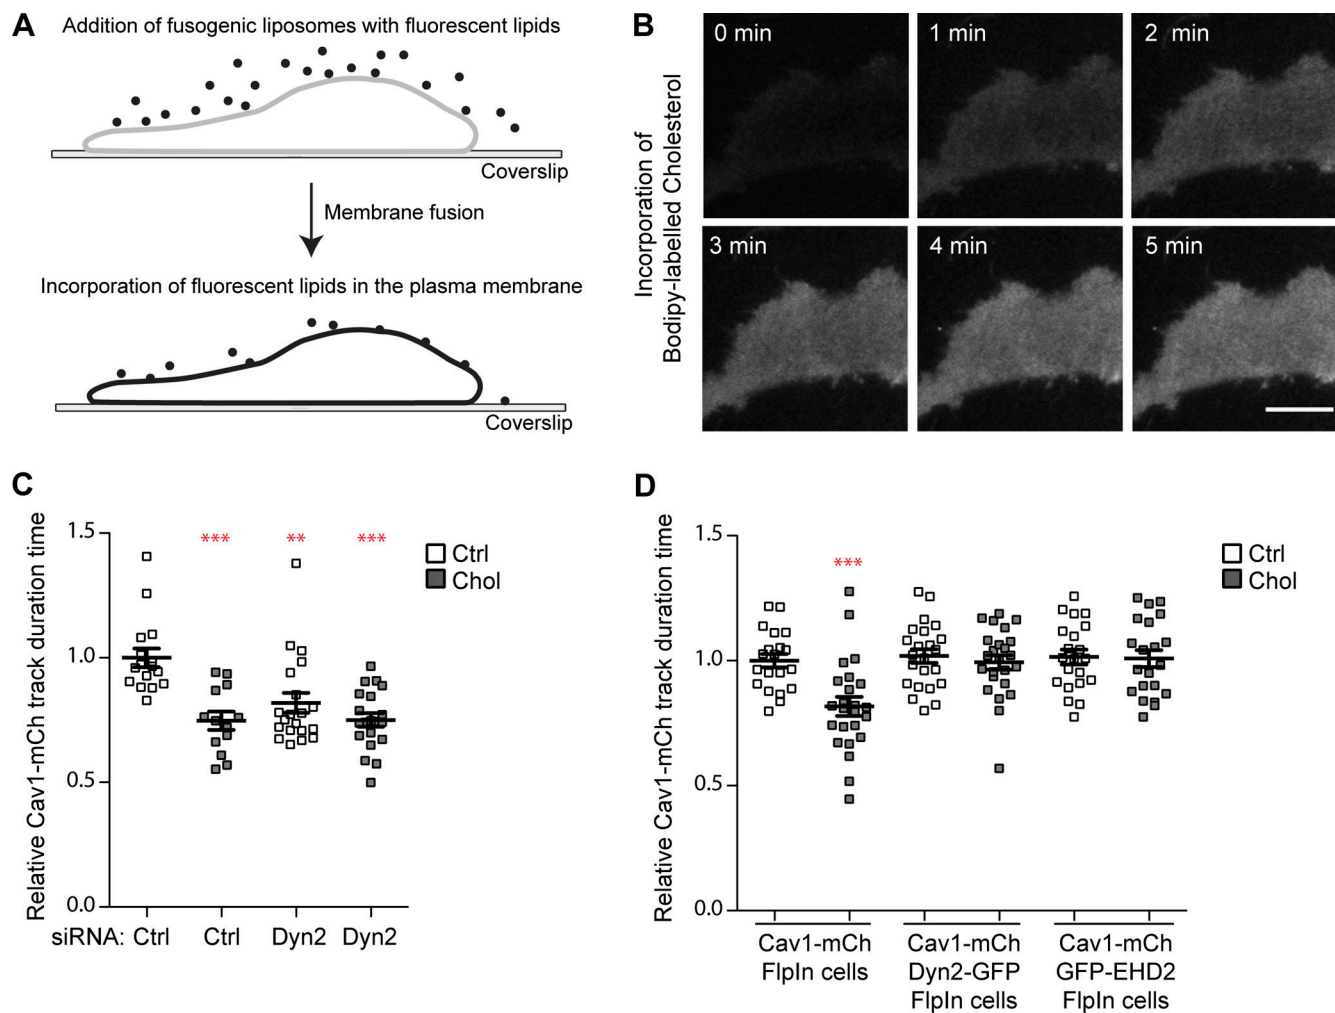 A
Addition of fusogenic liposomes with fluorescent lipids
Coverslip
Membrane fusion
Incorporation of fluorescent lipids in the plasma membrane
Coverslip
B
Incorporation of
Bodipy-labelled Cholesterol
0 min
1 min
2 min
3 min
4 min
5 min
C
Relative Cav1-mCh track duration time
1.5
1.0
0.5
0.0
***
**
***
Ctrl
Chol
siRNA: Ctrl Ctrl Dyn2 Dyn2
D
Relative Cav1-mCh track duration time
1.5
1.0
0.5
0.0
***
Ctrl
Chol
Cav1-mCh
FlpIn cells
Cav1-mCh
Dyn2-GFP
FlpIn cells
Cav1-mCh
GFP-EHD2
FlpIn cells